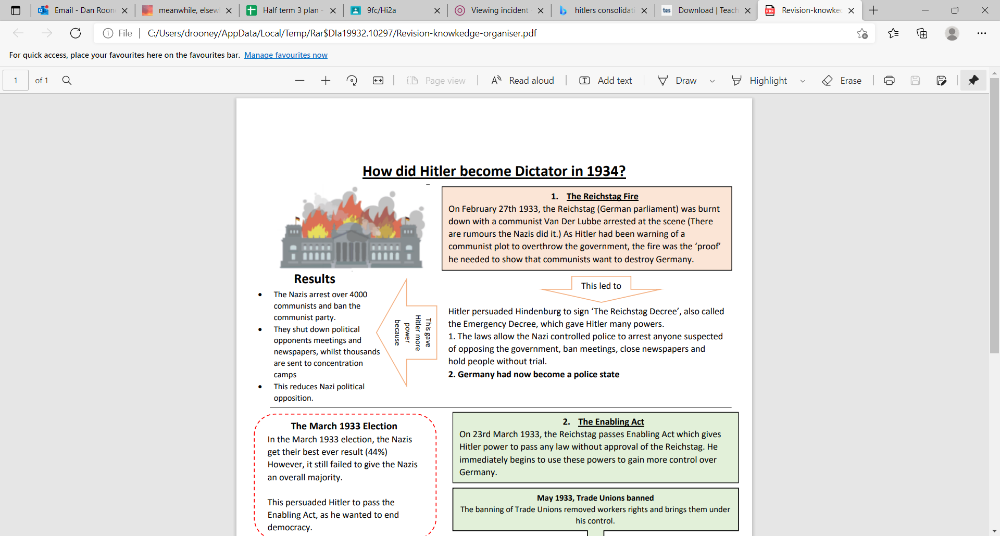 Email - Dan Roon
meanwhile, elsew
Half term 3 plan -
9fc/Hi2a
Viewing incident
hitlers consolidati
tes Download | Teach
PDF Revision-knowked
File C:/Users/drooney/AppData/Local/Temp/Rar$DIa19932.10297/Revision-knowkedge-organiser.pdf
For quick access, place your favourites here on the favourites bar. Manage favourites now
1 of 1
Page view
Read aloud
Add text
Draw
Highlight
Erase
How did Hitler become Dictator in 1934?
1. The Reichstag Fire
On February 27th 1933, the Reichstag (German parliament) was burnt
down with a communist Van Der Lubbe arrested at the scene (There
are rumours the Nazis did it.) As Hitler had been warning of a
communist plot to overthrow the government, the fire was the ‘proof’
he needed to show that communists want to destroy Germany.
This led to
Hitler persuaded Hindenburg to sign ‘The Reichstag Decree’, also called
the Emergency Decree, which gave Hitler many powers.
1. The laws allow the Nazi controlled police to arrest anyone suspected
of opposing the government, ban meetings, close newspapers and
hold people without trial.
2. Germany had now become a police state
This gave
Hitler more
power
because
Results
• The Nazis arrest over 4000
communists and ban the
communist party.
• They shut down political
opponents meetings and
newspapers, whilst thousands
are sent to concentration
camps
• This reduces Nazi political
opposition.
The March 1933 Election
In the March 1933 election, the Nazis
get their best ever result (44%)
However, it still failed to give the Nazis
an overall majority.
This persuaded Hitler to pass the
Enabling Act, as he wanted to end
democracy.
2. The Enabling Act
On 23rd March 1933, the Reichstag passes Enabling Act which gives
Hitler power to pass any law without approval of the Reichstag. He
immediately begins to use these powers to gain more control over
Germany.
May 1933, Trade Unions banned
The banning of Trade Unions removed workers rights and brings them under
his control.